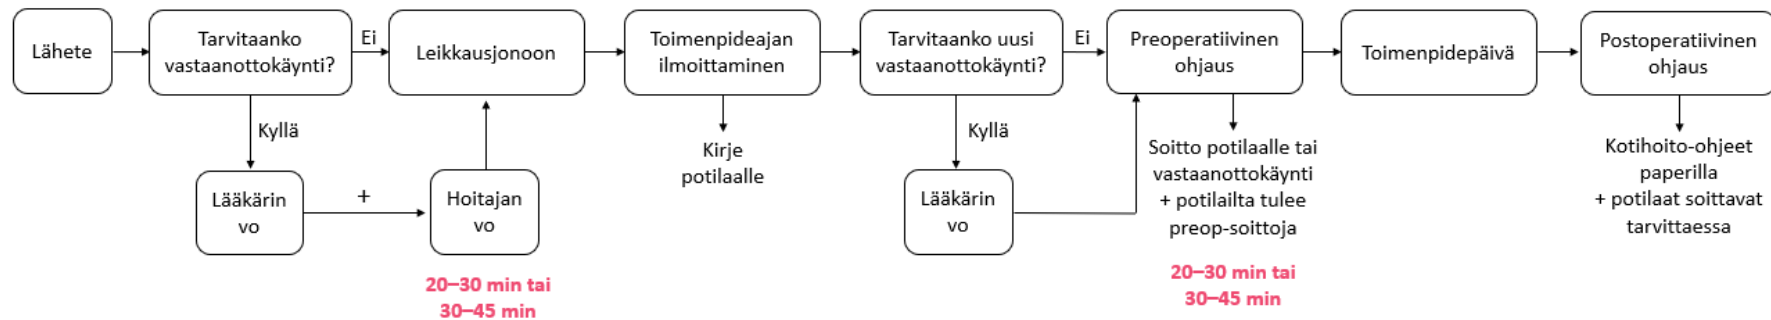 Lähete
Tarvitaanko
vastaanottokäynti?
Ei
Leikkausjonoon
Toimenpideajan
ilmoittaminen
Tarvitaanko uusi
vastaanottokäynti?
Ei
Preoperatiivinen
ohjaus
Toimenpidepäivä
Postoperatiivinen
ohjaus
Kyllä
Lääkärin
vo
+
Hoitajan
vo
20–30 min tai
30–45 min
Kirje
potilaalle
Kyllä
Lääkärin
vo
Soitto potilaalle tai
vastaanottokäynti
+ potilailta tulee
preop-soittoja
20–30 min tai
30–45 min
Kotihoito-ohjeet
paperilla
+ potilaat soittavat
tarvittaessa